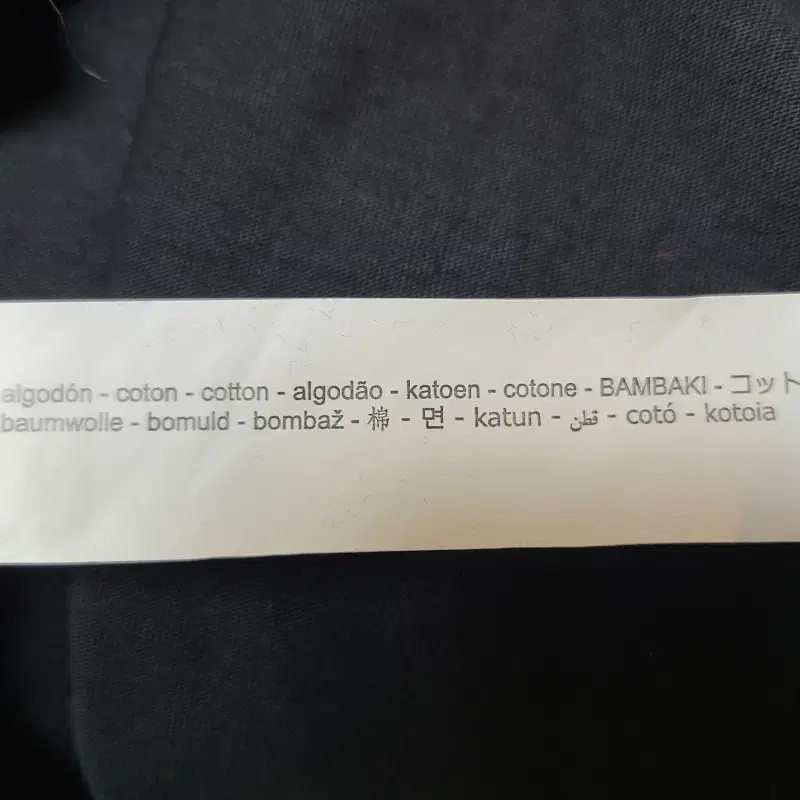 algodón - coton - cotton - algodão - katoen - cotone - BAMBAKI - コット
baumwolle - bomuld - bombaž - 棉 - 면 - katun - قطن - cotó - kotoia